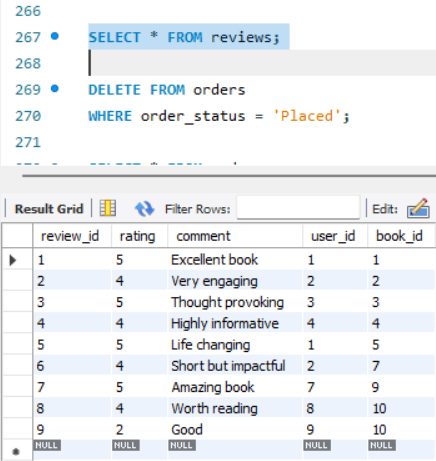 266
267 SELECT * FROM reviews;
268
269 DELETE FROM orders
270 WHERE order_status = 'Placed';
271
Result Grid Filter Rows: Edit:
review_id rating comment user_id book_id
1 5 Excellent book 1 1
2 4 Very engaging 2 2
3 5 Thought provoking 3 3
4 4 Highly informative 4 4
5 5 Life changing 1 5
6 4 Short but impactful 2 7
7 5 Amazing book 7 9
8 4 Worth reading 8 10
9 2 Good 9 10
NULL NULL NULL NULL NULL